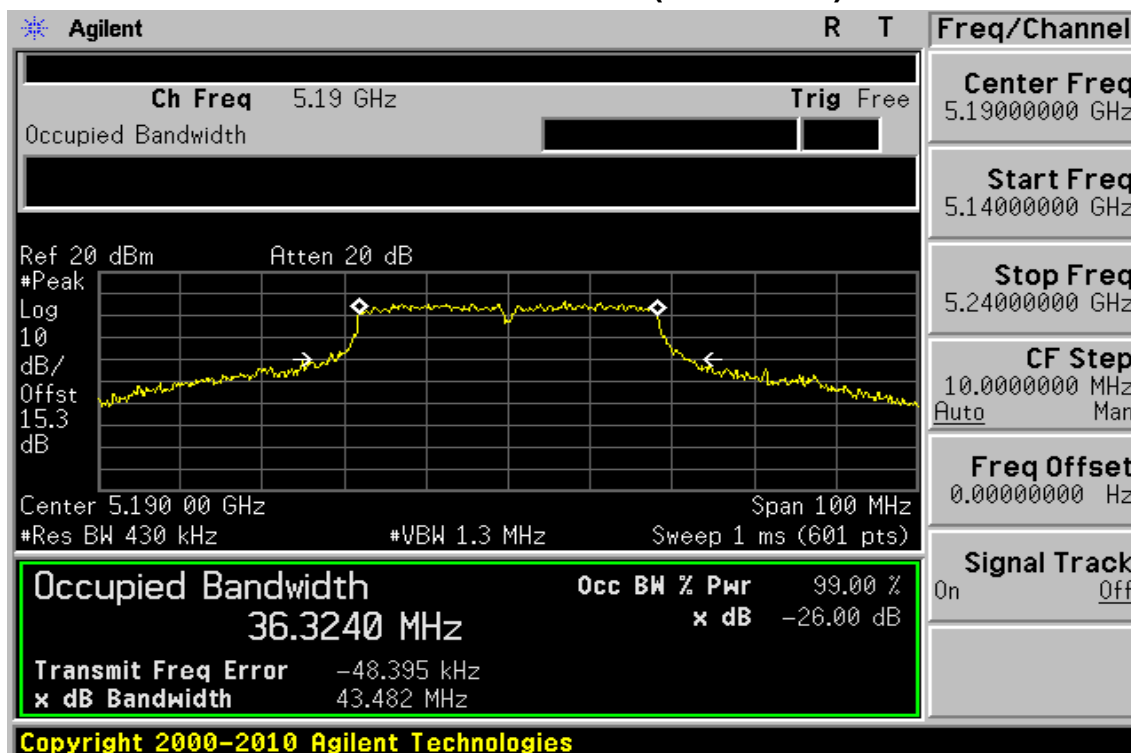 Agilent R T
Ch Freq 5.19 GHz Trig Free
Occupied Bandwidth
Ref 20 dBm Atten 20 dB
#Peak
Log
10
dB/
Offst
15.3
dB
Center 5.190 00 GHz Span 100 MHz
#Res BW 430 kHz #VBW 1.3 MHz Sweep 1 ms (601 pts)
Occupied Bandwidth
36.3240 MHz
Occ BW % Pwr 99.00 %
x dB -26.00 dB
Transmit Freq Error -48.395 kHz
x dB Bandwidth 43.482 MHz
Copyright 2000-2010 Agilent Technologies
Freq/Channel
Center Freq
5.19000000 GHz
Start Freq
5.14000000 GHz
Stop Freq
5.24000000 GHz
CF Step
10.0000000 MHz
Auto Man
Freq Offset
0.00000000 Hz
Signal Track
On Off